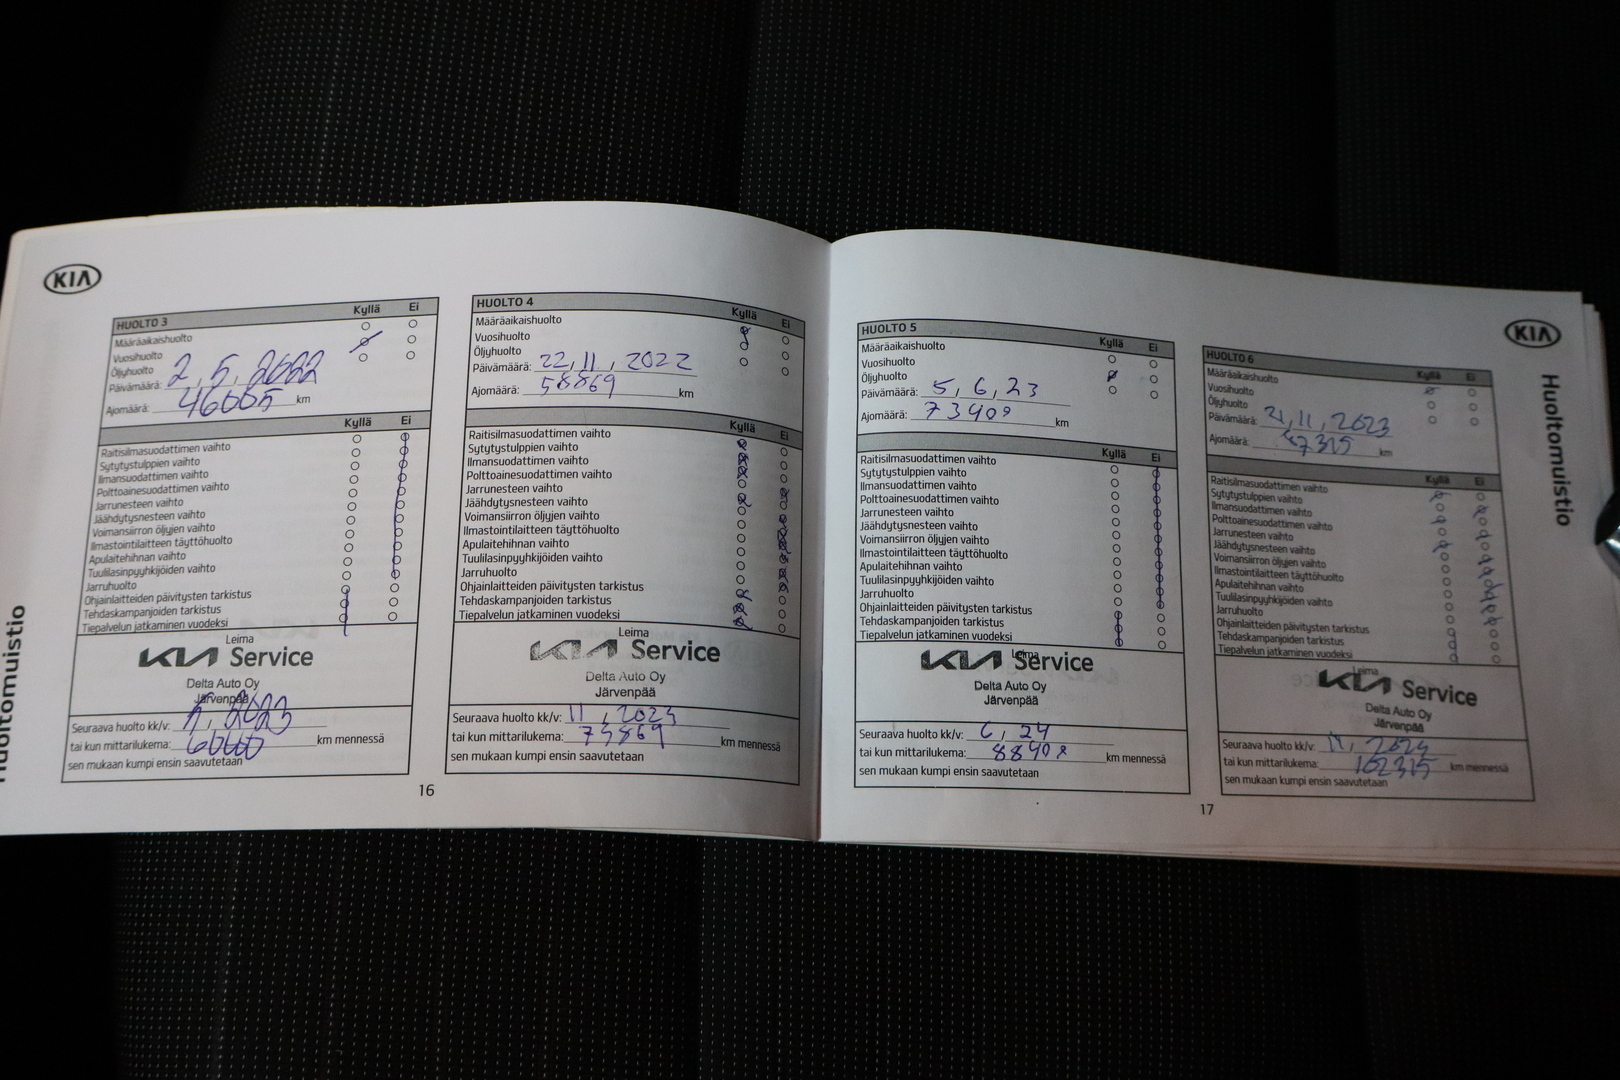 KIA
HUOLTO 3 Kyllä Ei
Määräaikaishuolto
Vuosihuolto
Öljyhuolto
Päivämäärä: 2, 5, 2022
Ajomäärä: 46005 km
Kyllä Ei
Raitisilmasuodattimen vaihto
Sytytystulppien vaihto
Ilmansuodattimen vaihto
Polttoainesuodattimen vaihto
Jarrunesteen vaihto
Jäähdytysnesteen vaihto
Voimansiirron öljyjen vaihto
Ilmastointilaitteen täyttöhuolto
Apulaitehihnan vaihto
Tuulilasinpyyhkijöiden vaihto
Jarruhuolto
Ohjainlaitteiden päivitysten tarkistus
Tehdaskampanjoiden tarkistus
Tiepalvelun jatkaminen vuodeksi
Leima
KIA Service
Delta Auto Oy
Järvenpää
Seuraava huolto kk/v: 5, 2023
tai kun mittarilukema: 60000 km mennessä
sen mukaan kumpi ensin saavutetaan
HUOLTO 4 Kyllä Ei
Määräaikaishuolto
Vuosihuolto
Öljyhuolto
Päivämäärä: 22, 11, 2022
Ajomäärä: 58869 km
Kyllä Ei
Raitisilmasuodattimen vaihto
Sytytystulppien vaihto
Ilmansuodattimen vaihto
Polttoainesuodattimen vaihto
Jarrunesteen vaihto
Jäähdytysnesteen vaihto
Voimansiirron öljyjen vaihto
Ilmastointilaitteen täyttöhuolto
Apulaitehihnan vaihto
Tuulilasinpyyhkijöiden vaihto
Jarruhuolto
Ohjainlaitteiden päivitysten tarkistus
Tehdaskampanjoiden tarkistus
Tiepalvelun jatkaminen vuodeksi
Leima
KIA Service
Delta Auto Oy
Järvenpää
Seuraava huolto kk/v: 11, 2023
tai kun mittarilukema: 73869 km mennessä
sen mukaan kumpi ensin saavutetaan
16
Huoltomuistio
KIA
HUOLTO 5 Kyllä Ei
Määräaikaishuolto
Vuosihuolto
Öljyhuolto
Päivämäärä: 5, 6, 23
Ajomäärä: 73409 km
Kyllä Ei
Raitisilmasuodattimen vaihto
Sytytystulppien vaihto
Ilmansuodattimen vaihto
Polttoainesuodattimen vaihto
Jarrunesteen vaihto
Jäähdytysnesteen vaihto
Voimansiirron öljyjen vaihto
Ilmastointilaitteen täyttöhuolto
Apulaitehihnan vaihto
Tuulilasinpyyhkijöiden vaihto
Jarruhuolto
Ohjainlaitteiden päivitysten tarkistus
Tehdaskampanjoiden tarkistus
Tiepalvelun jatkaminen vuodeksi
Leima
KIA Service
Delta Auto Oy
Järvenpää
Seuraava huolto kk/v: 6, 24
tai kun mittarilukema: km mennessä
sen mukaan kumpi ensin saavutetaan
HUOLTO 6 Kyllä Ei
Määräaikaishuolto
Vuosihuolto
Öljyhuolto
Päivämäärä: 21, 11, 2023
Ajomäärä: 87315 km
Kyllä Ei
Raitisilmasuodattimen vaihto
Sytytystulppien vaihto
Ilmansuodattimen vaihto
Polttoainesuodattimen vaihto
Jarrunesteen vaihto
Jäähdytysnesteen vaihto
Voimansiirron öljyjen vaihto
Ilmastointilaitteen täyttöhuolto
Apulaitehihnan vaihto
Tuulilasinpyyhkijöiden vaihto
Jarruhuolto
Ohjainlaitteiden päivitysten tarkistus
Tehdaskampanjoiden tarkistus
Tiepalvelun jatkaminen vuodeksi
Leima
KIA Service
Delta Auto Oy
Järvenpää
Seuraava huolto kk/v: 11, 2024
tai kun mittarilukema: 102315 km mennessä
sen mukaan kumpi ensin saavutetaan
17
Huoltomuistio